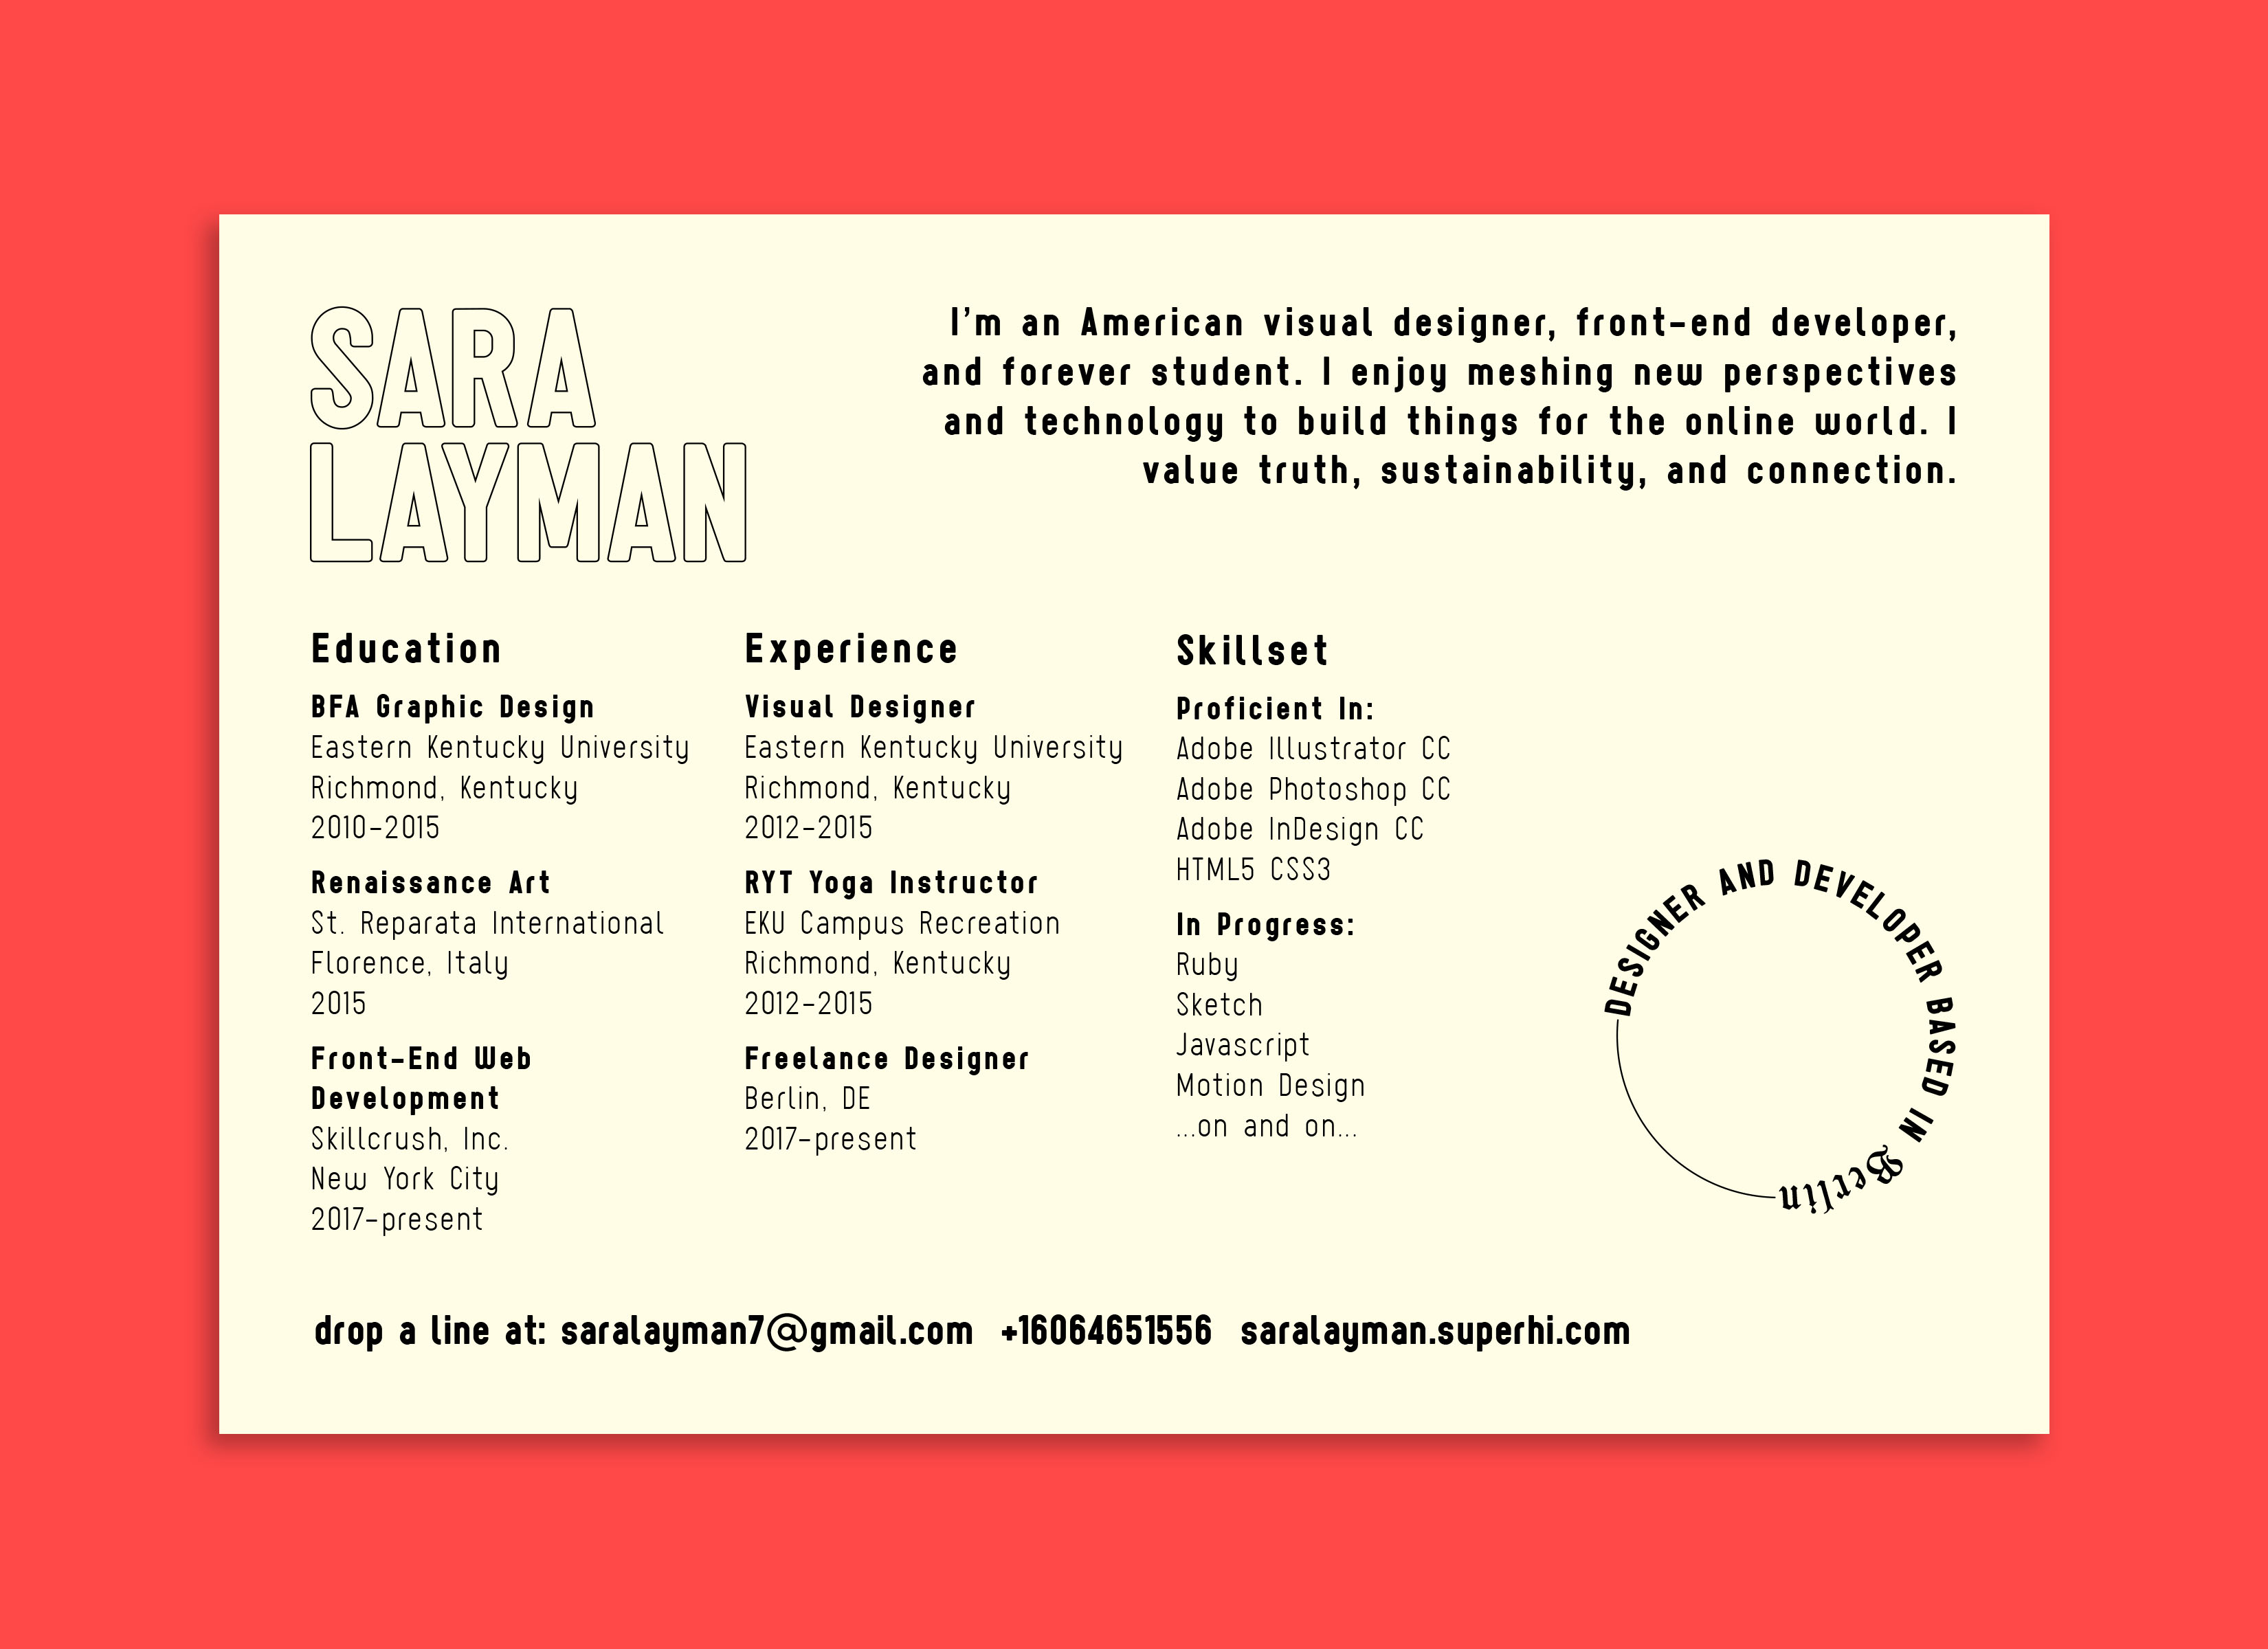 SARA
LAYMAN
I'm an American visual designer, front-end developer,
and forever student. I enjoy meshing new perspectives
and technology to build things for the online world. I
value truth, sustainability, and connection.
Education
BFA Graphic Design
Eastern Kentucky University
Richmond, Kentucky
2010-2015
Renaissance Art
St. Reparata International
Florence, Italy
2015
Front-End Web
Development
Skillcrush, Inc.
New York City
2017-present
Experience
Visual Designer
Eastern Kentucky University
Richmond, Kentucky
2012-2015
RYT Yoga Instructor
EKU Campus Recreation
Richmond, Kentucky
2012-2015
Freelance Designer
Berlin, DE
2017-present
Skillset
Proficient In:
Adobe Illustrator CC
Adobe Photoshop CC
Adobe InDesign CC
HTML5 CSS3
In Progress:
Ruby
Sketch
Javascript
Motion Design
...on and on...
DESIGNER AND DEVELOPER BASED IN Berlin
drop a line at: saralayman7@gmail.com +16064651556 saralayman.superhi.com